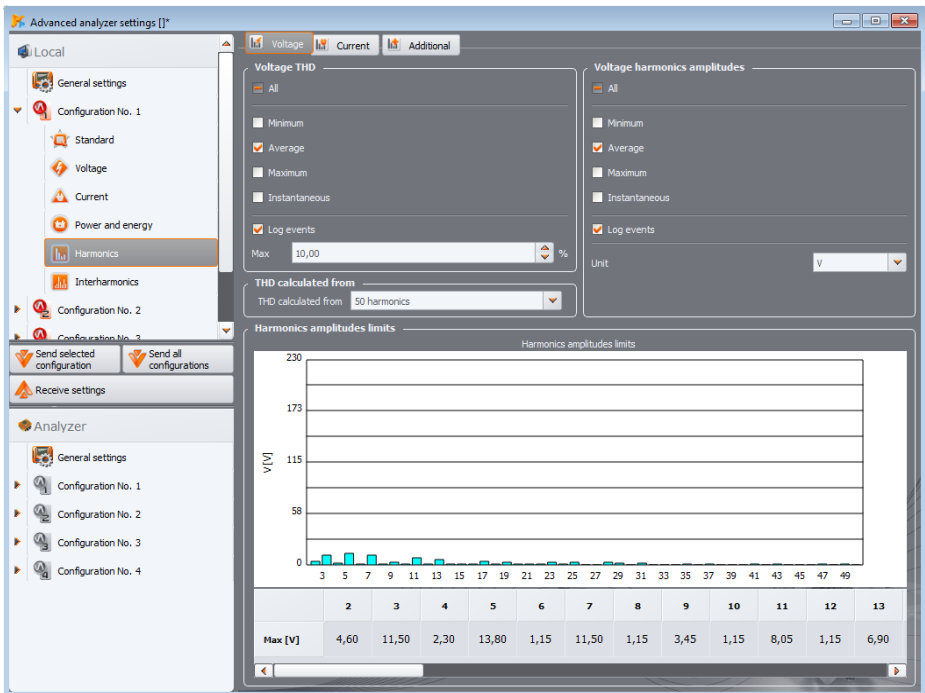 Advanced analyzer settings []*
Local
General settings
Configuration No. 1
Standard
Voltage
Current
Power and energy
Harmonics
Interharmonics
Configuration No. 2
Configuration No. 3
Send selected configuration
Send all configurations
Receive settings
Analyzer
General settings
Configuration No. 1
Configuration No. 2
Configuration No. 3
Configuration No. 4
Voltage Current Additional
Voltage THD
All
Minimum
Average
Maximum
Instantaneous
Log events
Max 10,00 %
THD calculated from
THD calculated from 50 harmonics
Voltage harmonics amplitudes
All
Minimum
Average
Maximum
Instantaneous
Log events
Unit V
Harmonics amplitudes limits
Harmonics amplitudes limits
230
173
115
58
0
V [V]
3 5 7 9 11 13 15 17 19 21 23 25 27 29 31 33 35 37 39 41 43 45 47 49
2 3 4 5 6 7 8 9 10 11 12 13
Max [V] 4,60 11,50 2,30 13,80 1,15 11,50 1,15 3,45 1,15 8,05 1,15 6,90